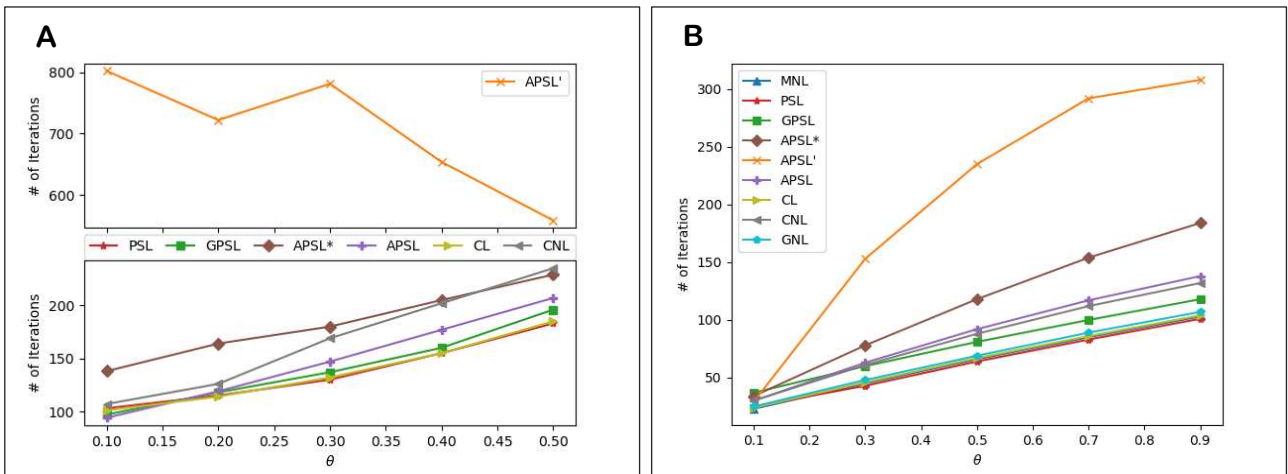 A
800
700
600
# of Iterations
APSL'
PSL GPSL APSL* APSL CL CNL
200
150
100
# of Iterations
0.10 0.15 0.20 0.25 0.30 0.35 0.40 0.45 0.50
θ
B
300
250
200
150
100
50
# of Iterations
MNL
PSL
GPSL
APSL*
APSL'
APSL
CL
CNL
GNL
0.1 0.2 0.3 0.4 0.5 0.6 0.7 0.8 0.9
θ